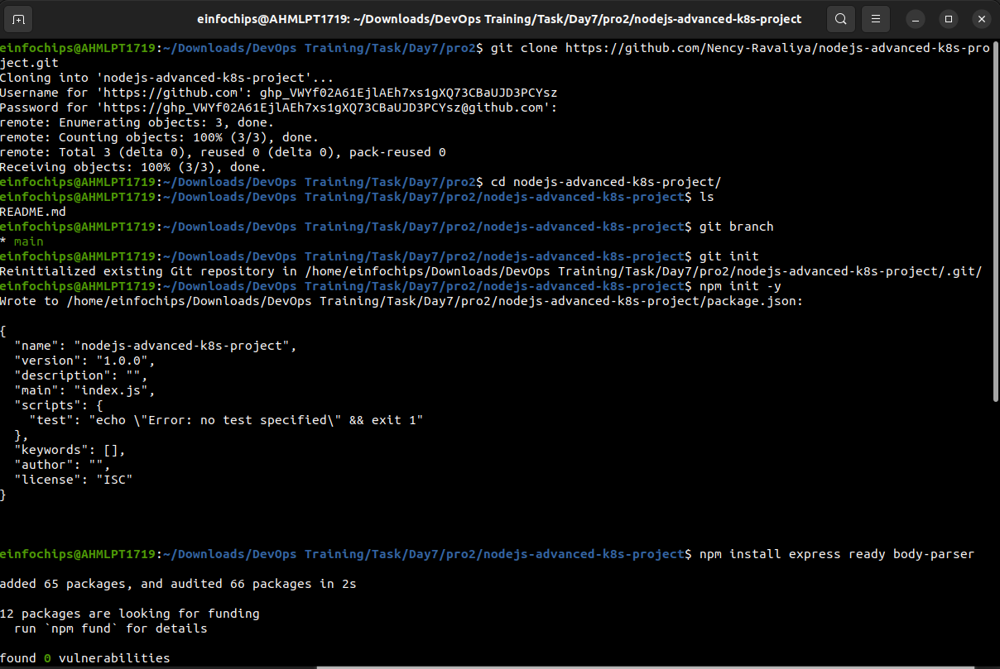 einfochips@AHMLPT1719: ~/Downloads/DevOps Training/Task/Day7/pro2/nodejs-advanced-k8s-project
einfochips@AHMLPT1719:~/Downloads/DevOps Training/Task/Day7/pro2$ git clone https://github.com/Nency-Ravaliya/nodejs-advanced-k8s-pro
ject.git
Cloning into 'nodejs-advanced-k8s-project'...
Username for 'https://github.com': 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
Password for 'https://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@github.com':
remote: Enumerating objects: 3, done.
remote: Counting objects: 100% (3/3), done.
remote: Total 3 (delta 0), reused 0 (delta 0), pack-reused 0
Receiving objects: 100% (3/3), done.
einfochips@AHMLPT1719:~/Downloads/DevOps Training/Task/Day7/pro2$ cd nodejs-advanced-k8s-project/
einfochips@AHMLPT1719:~/Downloads/DevOps Training/Task/Day7/pro2/nodejs-advanced-k8s-project$ ls
README.md
einfochips@AHMLPT1719:~/Downloads/DevOps Training/Task/Day7/pro2/nodejs-advanced-k8s-project$ git branch
* main
einfochips@AHMLPT1719:~/Downloads/DevOps Training/Task/Day7/pro2/nodejs-advanced-k8s-project$ git init
Reinitialized existing Git repository in /home/einfochips/Downloads/DevOps Training/Task/Day7/pro2/nodejs-advanced-k8s-project/.git/
einfochips@AHMLPT1719:~/Downloads/DevOps Training/Task/Day7/pro2/nodejs-advanced-k8s-project$ npm init -y
Wrote to /home/einfochips/Downloads/DevOps Training/Task/Day7/pro2/nodejs-advanced-k8s-project/package.json:
{
  "name": "nodejs-advanced-k8s-project",
  "version": "1.0.0",
  "description": "",
  "main": "index.js",
  "scripts": {
    "test": "echo \"Error: no test specified\" && exit 1"
  },
  "keywords": [],
  "author": "",
  "license": "ISC"
}
einfochips@AHMLPT1719:~/Downloads/DevOps Training/Task/Day7/pro2/nodejs-advanced-k8s-project$ npm install express ready body-parser
added 65 packages, and audited 66 packages in 2s
12 packages are looking for funding
  run `npm fund` for details
found 0 vulnerabilities